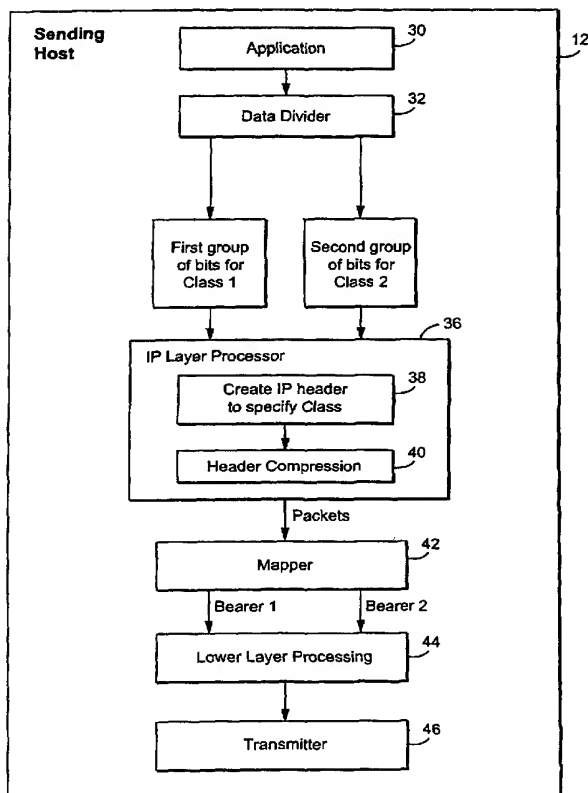 Sending
Host
12
30
Application
32
Data Divider
First group
of bits for
Class 1
Second group
of bits for
Class 2
36
IP Layer Processor
38
Create IP header
to specify Class
40
Header Compression
Packets
42
Mapper
Bearer 1
Bearer 2
44
Lower Layer Processing
46
Transmitter